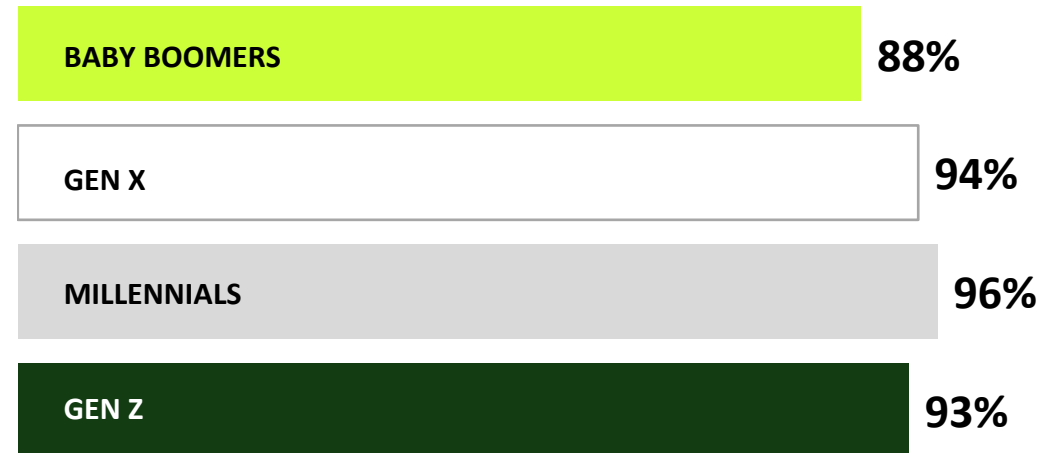 BABY BOOMERS 88%
GEN X 94%
MILLENNIALS 96%
GEN Z 93%